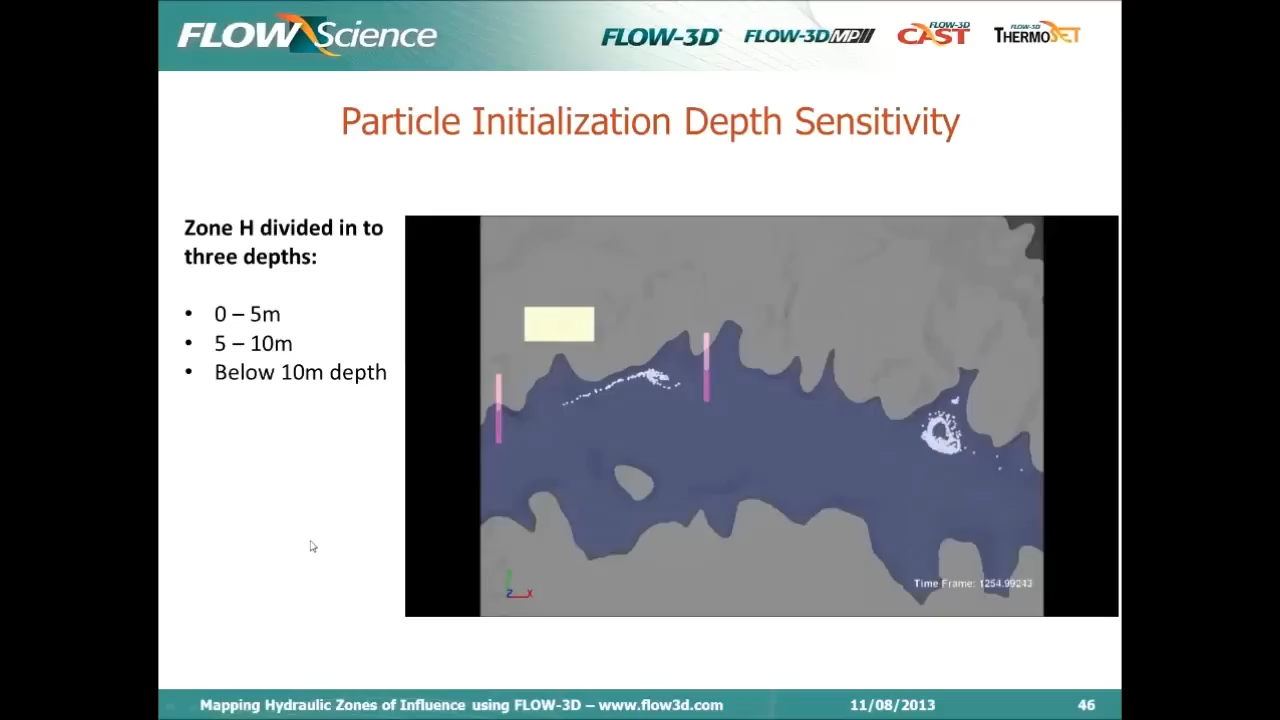 FLOW Science
FLOW-3D FLOW-3D MP FLOW-3D CAST FLOW-3D THERMOSET
Particle Initialization Depth Sensitivity
Zone H divided in to
three depths:
• 0 – 5m
• 5 – 10m
• Below 10m depth
Time Frame: 1254.99243
Z X
Mapping Hydraulic Zones of Influence using FLOW-3D – www.flow3d.com 11/08/2013 46